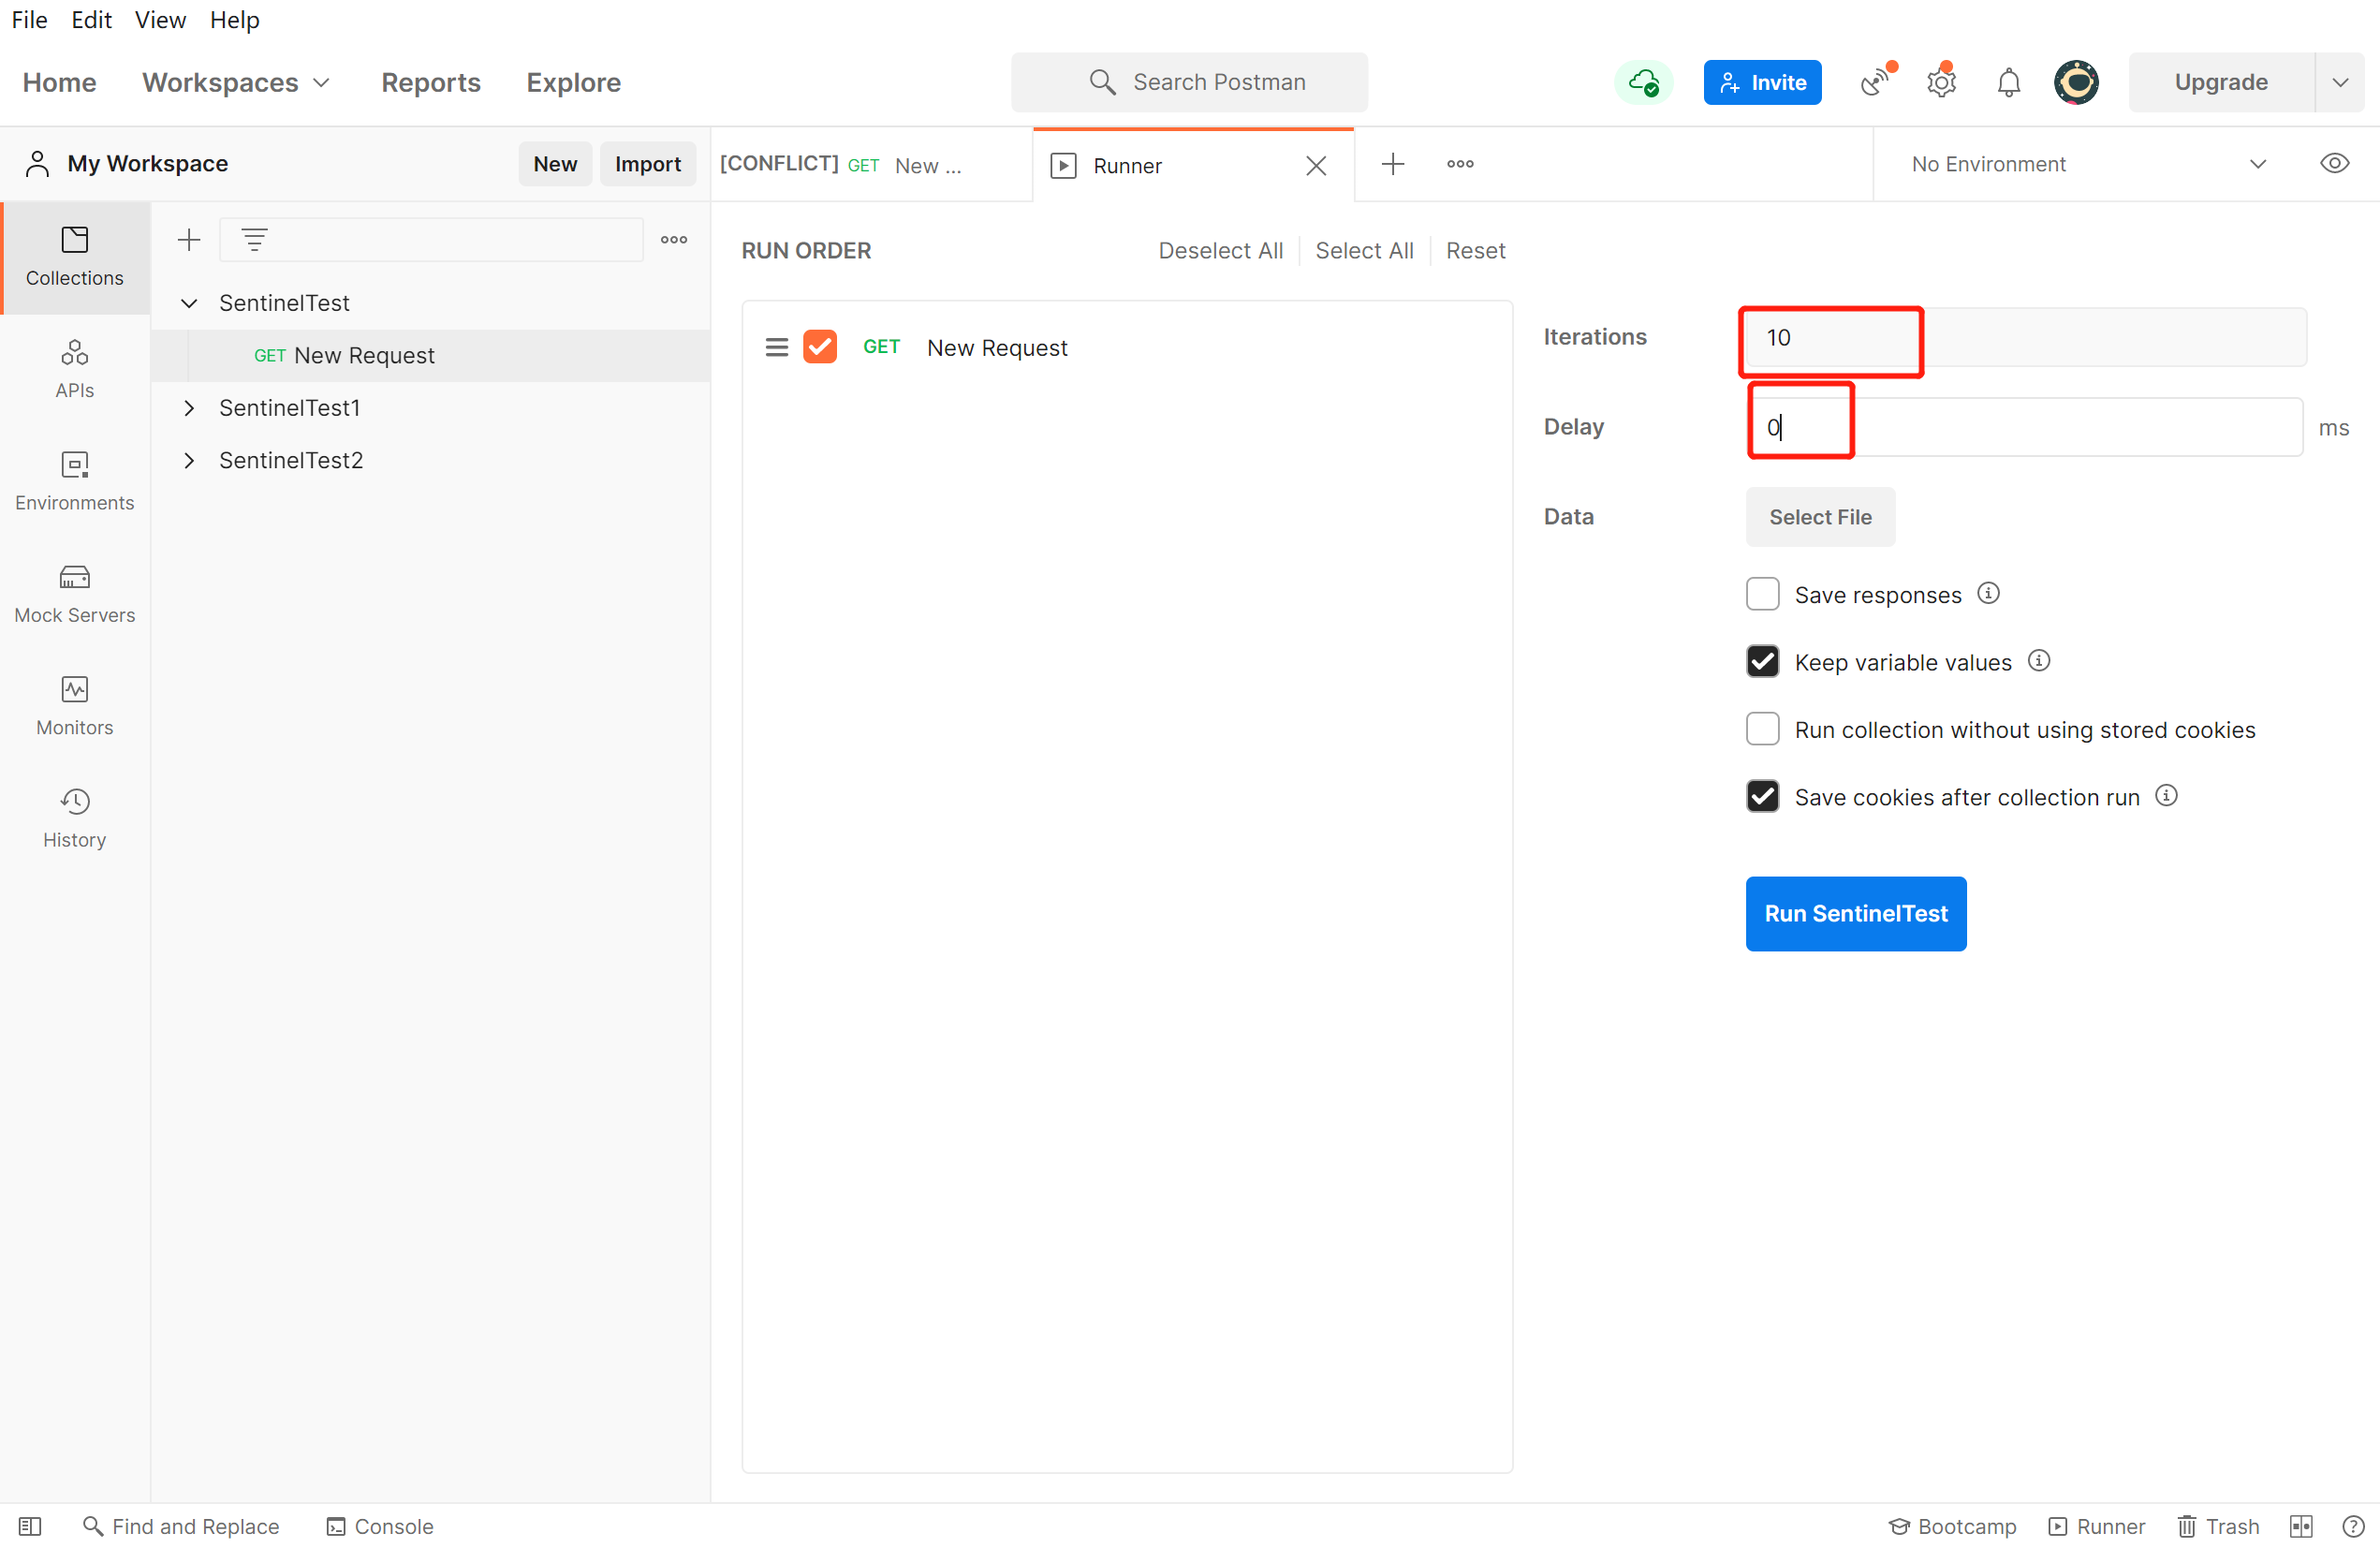 File Edit View Help
Home Workspaces Reports Explore Search Postman Invite Upgrade
My Workspace New Import [CONFLICT] GET New ... Runner No Environment
Collections
APIs
Environments
Mock Servers
Monitors
History
SentinelTest
GET New Request
SentinelTest1
SentinelTest2
RUN ORDER Deselect All Select All Reset
GET New Request
Iterations 10
Delay 0 ms
Data Select File
Save responses
Keep variable values
Run collection without using stored cookies
Save cookies after collection run
Run SentinelTest
Find and Replace Console Bootcamp Runner Trash